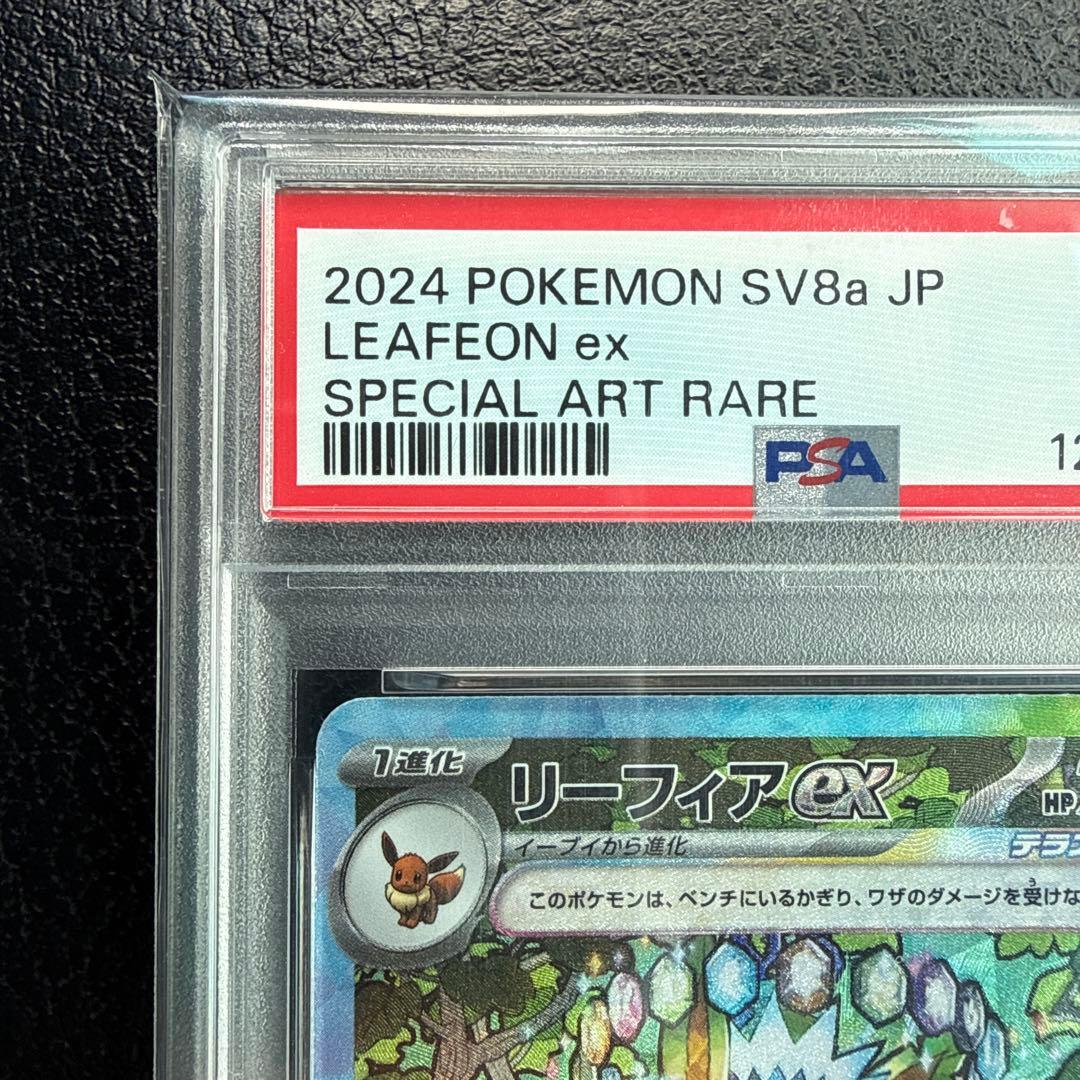 2024 POKEMON SV8a JP
LEAFEON ex
SPECIAL ART RARE
PSA
1進化
リーフィアex
HP
イーブイから進化
このポケモンは、ベンチにいるかぎり、ワザのダメージを受けな